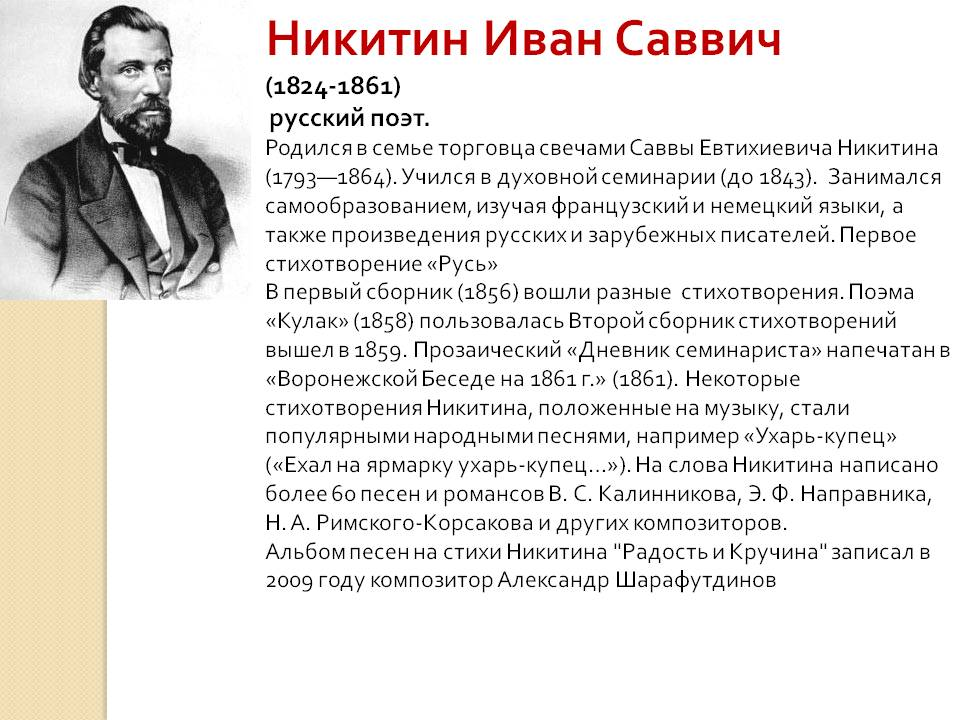 Никитин Иван Саввич
(1824-1861)
русский поэт.
Родился в семье торговца свечами Саввы Евтихиевича Никитина
(1793—1864). Учился в духовной семинарии (до 1843). Занимался
самообразованием, изучая французский и немецкий языки, а
также произведения русских и зарубежных писателей. Первое
стихотворение «Русь»
В первый сборник (1856) вошли разные стихотворения. Поэма
«Кулак» (1858) пользовалась Второй сборник стихотворений
вышел в 1859. Прозаический «Дневник семинариста» напечатан в
«Воронежской Беседе на 1861 г.» (1861). Некоторые
стихотворения Никитина, положенные на музыку, стали
популярными народными песнями, например «Ухарь-купец»
(«Ехал на ярмарку ухарь-купец...»). На слова Никитина написано
более 60 песен и романсов В. С. Калинникова, Э. Ф. Направника,
Н. А. Римского-Корсакова и других композиторов.
Альбом песен на стихи Никитина "Радость и Кручина" записал в
2009 году композитор Александр Шарафутдинов